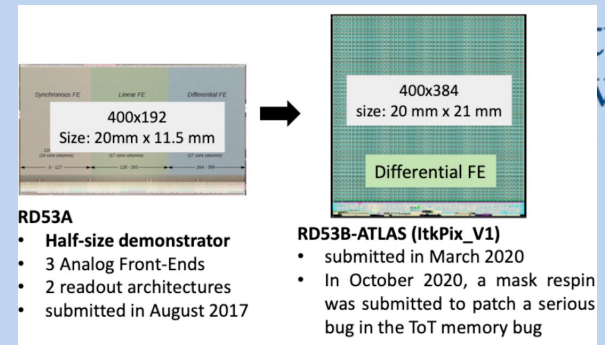 Synchronous FE
Linear FE
Differential FE
400x192
Size: 20mm x 11.5 mm
400x384
size: 20 mm x 21 mm
Differential FE
RD53A
• Half-size demonstrator
• 3 Analog Front-Ends
• 2 readout architectures
• submitted in August 2017
RD53B-ATLAS (ItkPix_V1)
• submitted in March 2020
• In October 2020, a mask respin
was submitted to patch a serious
bug in the ToT memory bug